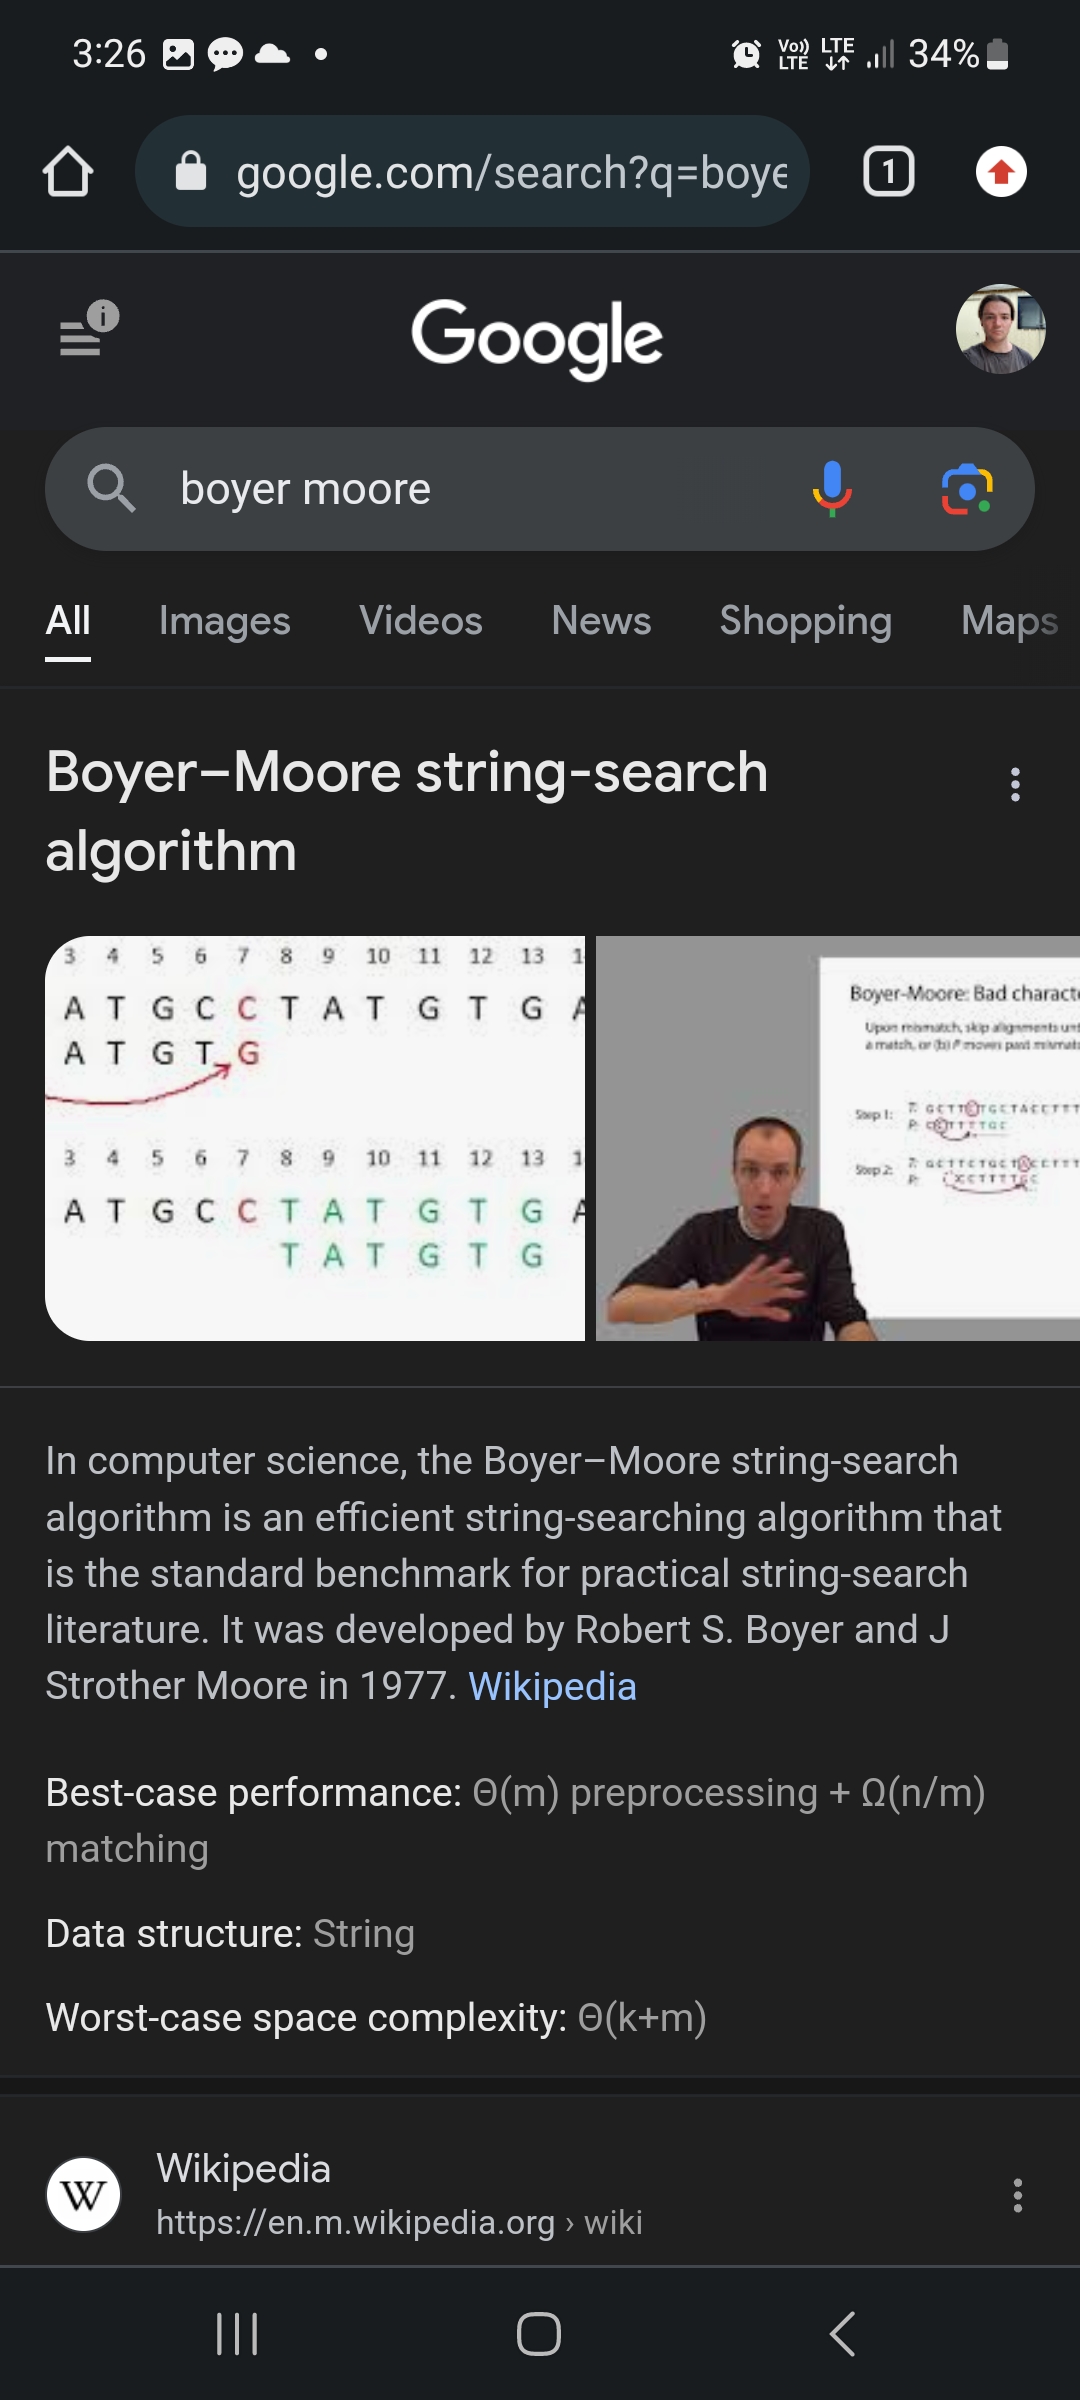 3:26
Vo)) LTE
LTE
34%
google.com/search?q=boye
1
i
Google
boyer moore
All Images Videos News Shopping Maps
Boyer–Moore string-search
algorithm
3 4 5 6 7 8 9 10 11 12 13 1
A T G C C T A T G T G A
A T G T G
3 4 5 6 7 8 9 10 11 12 13 1
A T G C C T A T G T G A
T A T G T G
Boyer-Moore: Bad characte
Upon mismatch, skip alignments unt
a match, or (b) P moves past mismat
Step 1:
Step 2:
In computer science, the Boyer–Moore string-search
algorithm is an efficient string-searching algorithm that
is the standard benchmark for practical string-search
literature. It was developed by Robert S. Boyer and J
Strother Moore in 1977. Wikipedia
Best-case performance: Θ(m) preprocessing + Ω(n/m)
matching
Data structure: String
Worst-case space complexity: Θ(k+m)
W
Wikipedia
https://en.m.wikipedia.org › wiki